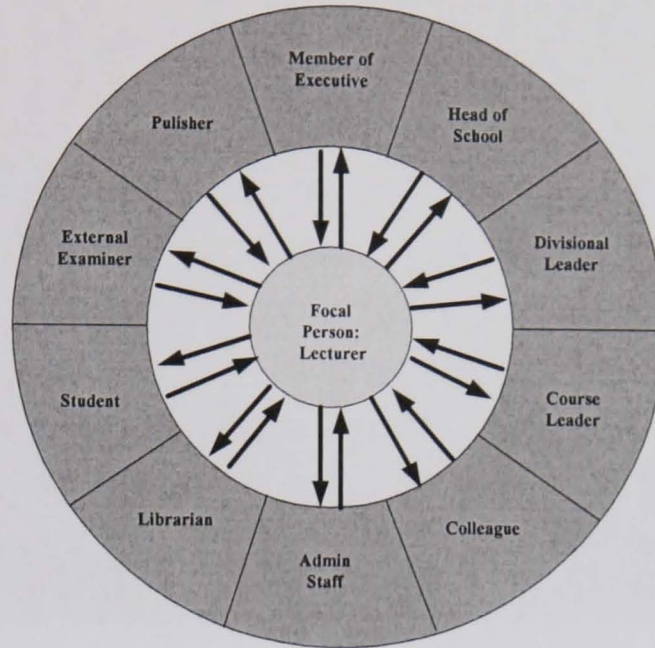 Member of
Executive
Head of
School
Divisional
Leader
Course
Leader
Colleague
Admin
Staff
Librarian
Student
External
Examiner
Pulisher
Focal
Person:
Lecturer